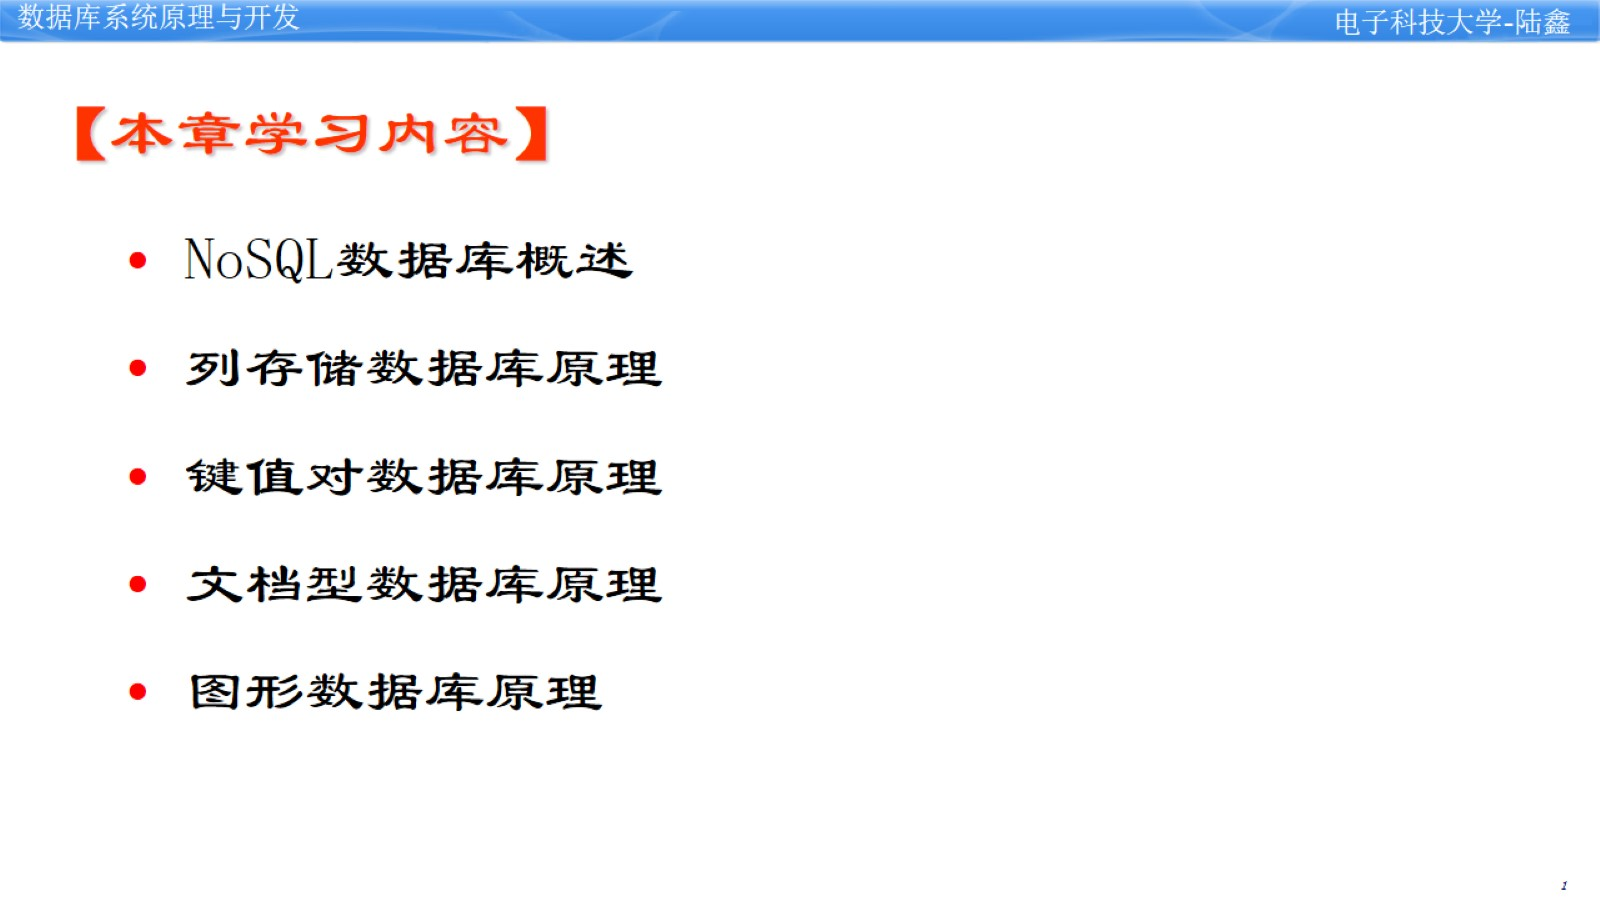 数据库系统原理与开发
电子科技大学-陆鑫
【本章学习内容】
• NoSQL数据库概述
• 列存储数据库原理
• 键值对数据库原理
• 文档型数据库原理
• 图形数据库原理
1